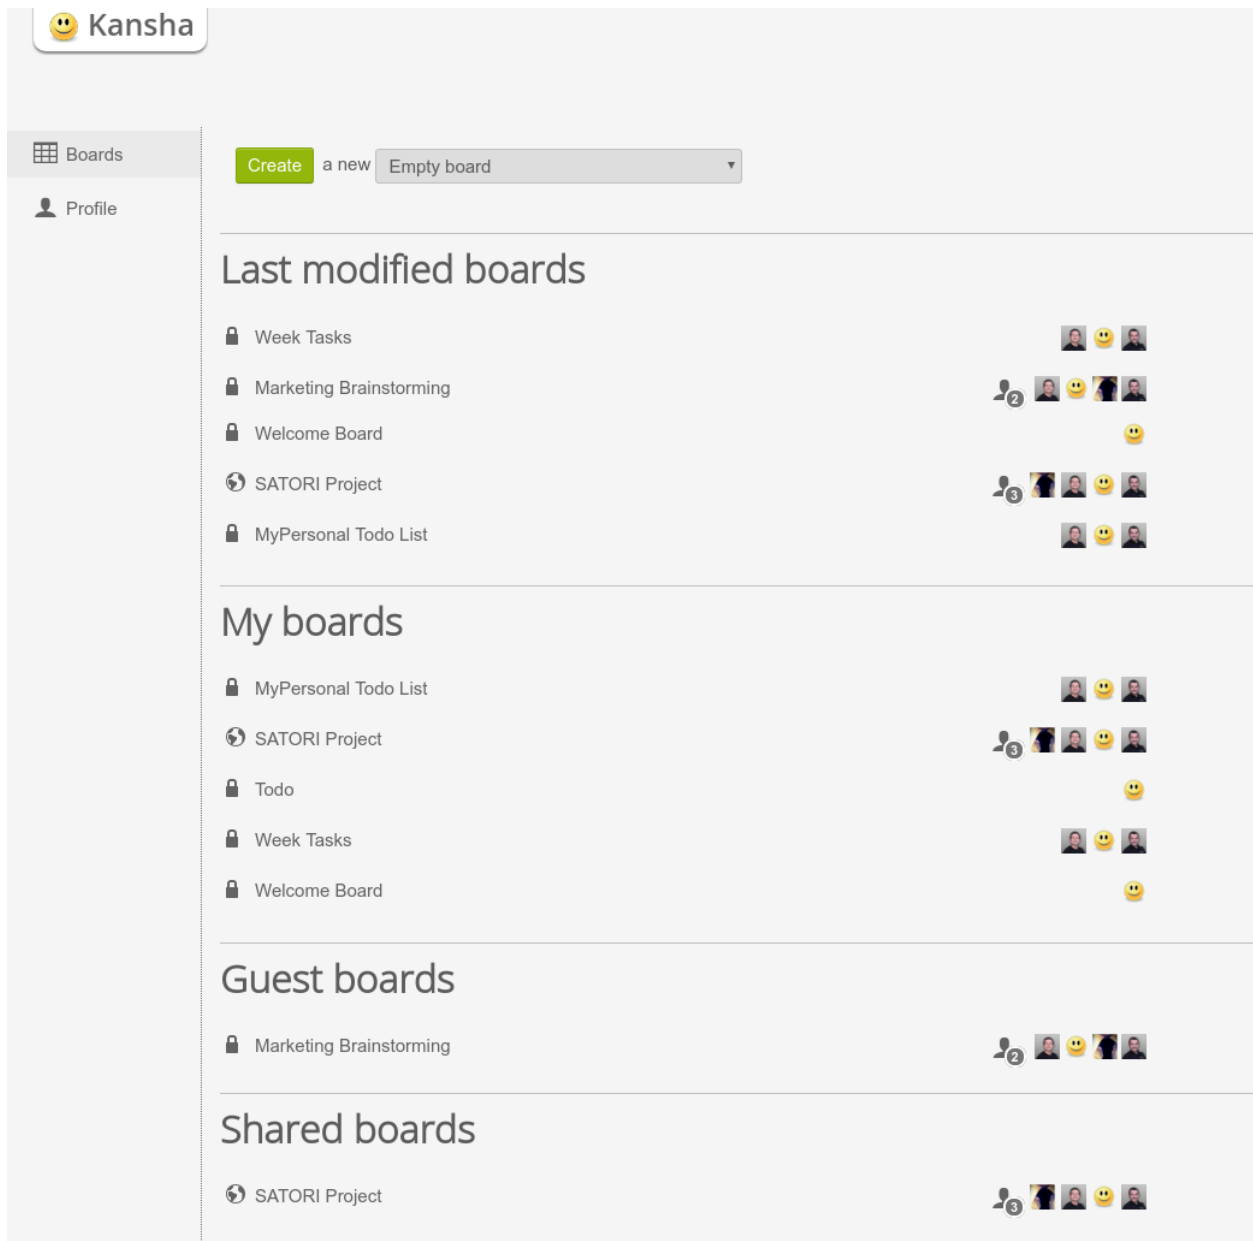 Kansha
Boards
Profile
Create a new Empty board
Last modified boards
Week Tasks
Marketing Brainstorming 2
Welcome Board
SATORI Project 3
MyPersonal Todo List
My boards
MyPersonal Todo List
SATORI Project 3
Todo
Week Tasks
Welcome Board
Guest boards
Marketing Brainstorming 2
Shared boards
SATORI Project 3